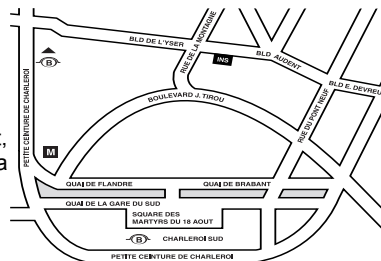 BLD DE L'YSER
RUE DE LA MONTAGNE
INS
BLD AUDENT
BLD E. DEVREU
PETITE CEINTURE DE CHARLEROI
B
BOULEVARD J. TIROU
RUE DU PONT NEUF
,
M
a
QUAI DE FLANDRE
QUAI DE BRABANT
QUAI DE LA GARE DU SUD
SQUARE DES
MARTYRS DU 18 AOUT
B
CHARLEROI SUD
PETITE CEINTURE DE CHARLEROI